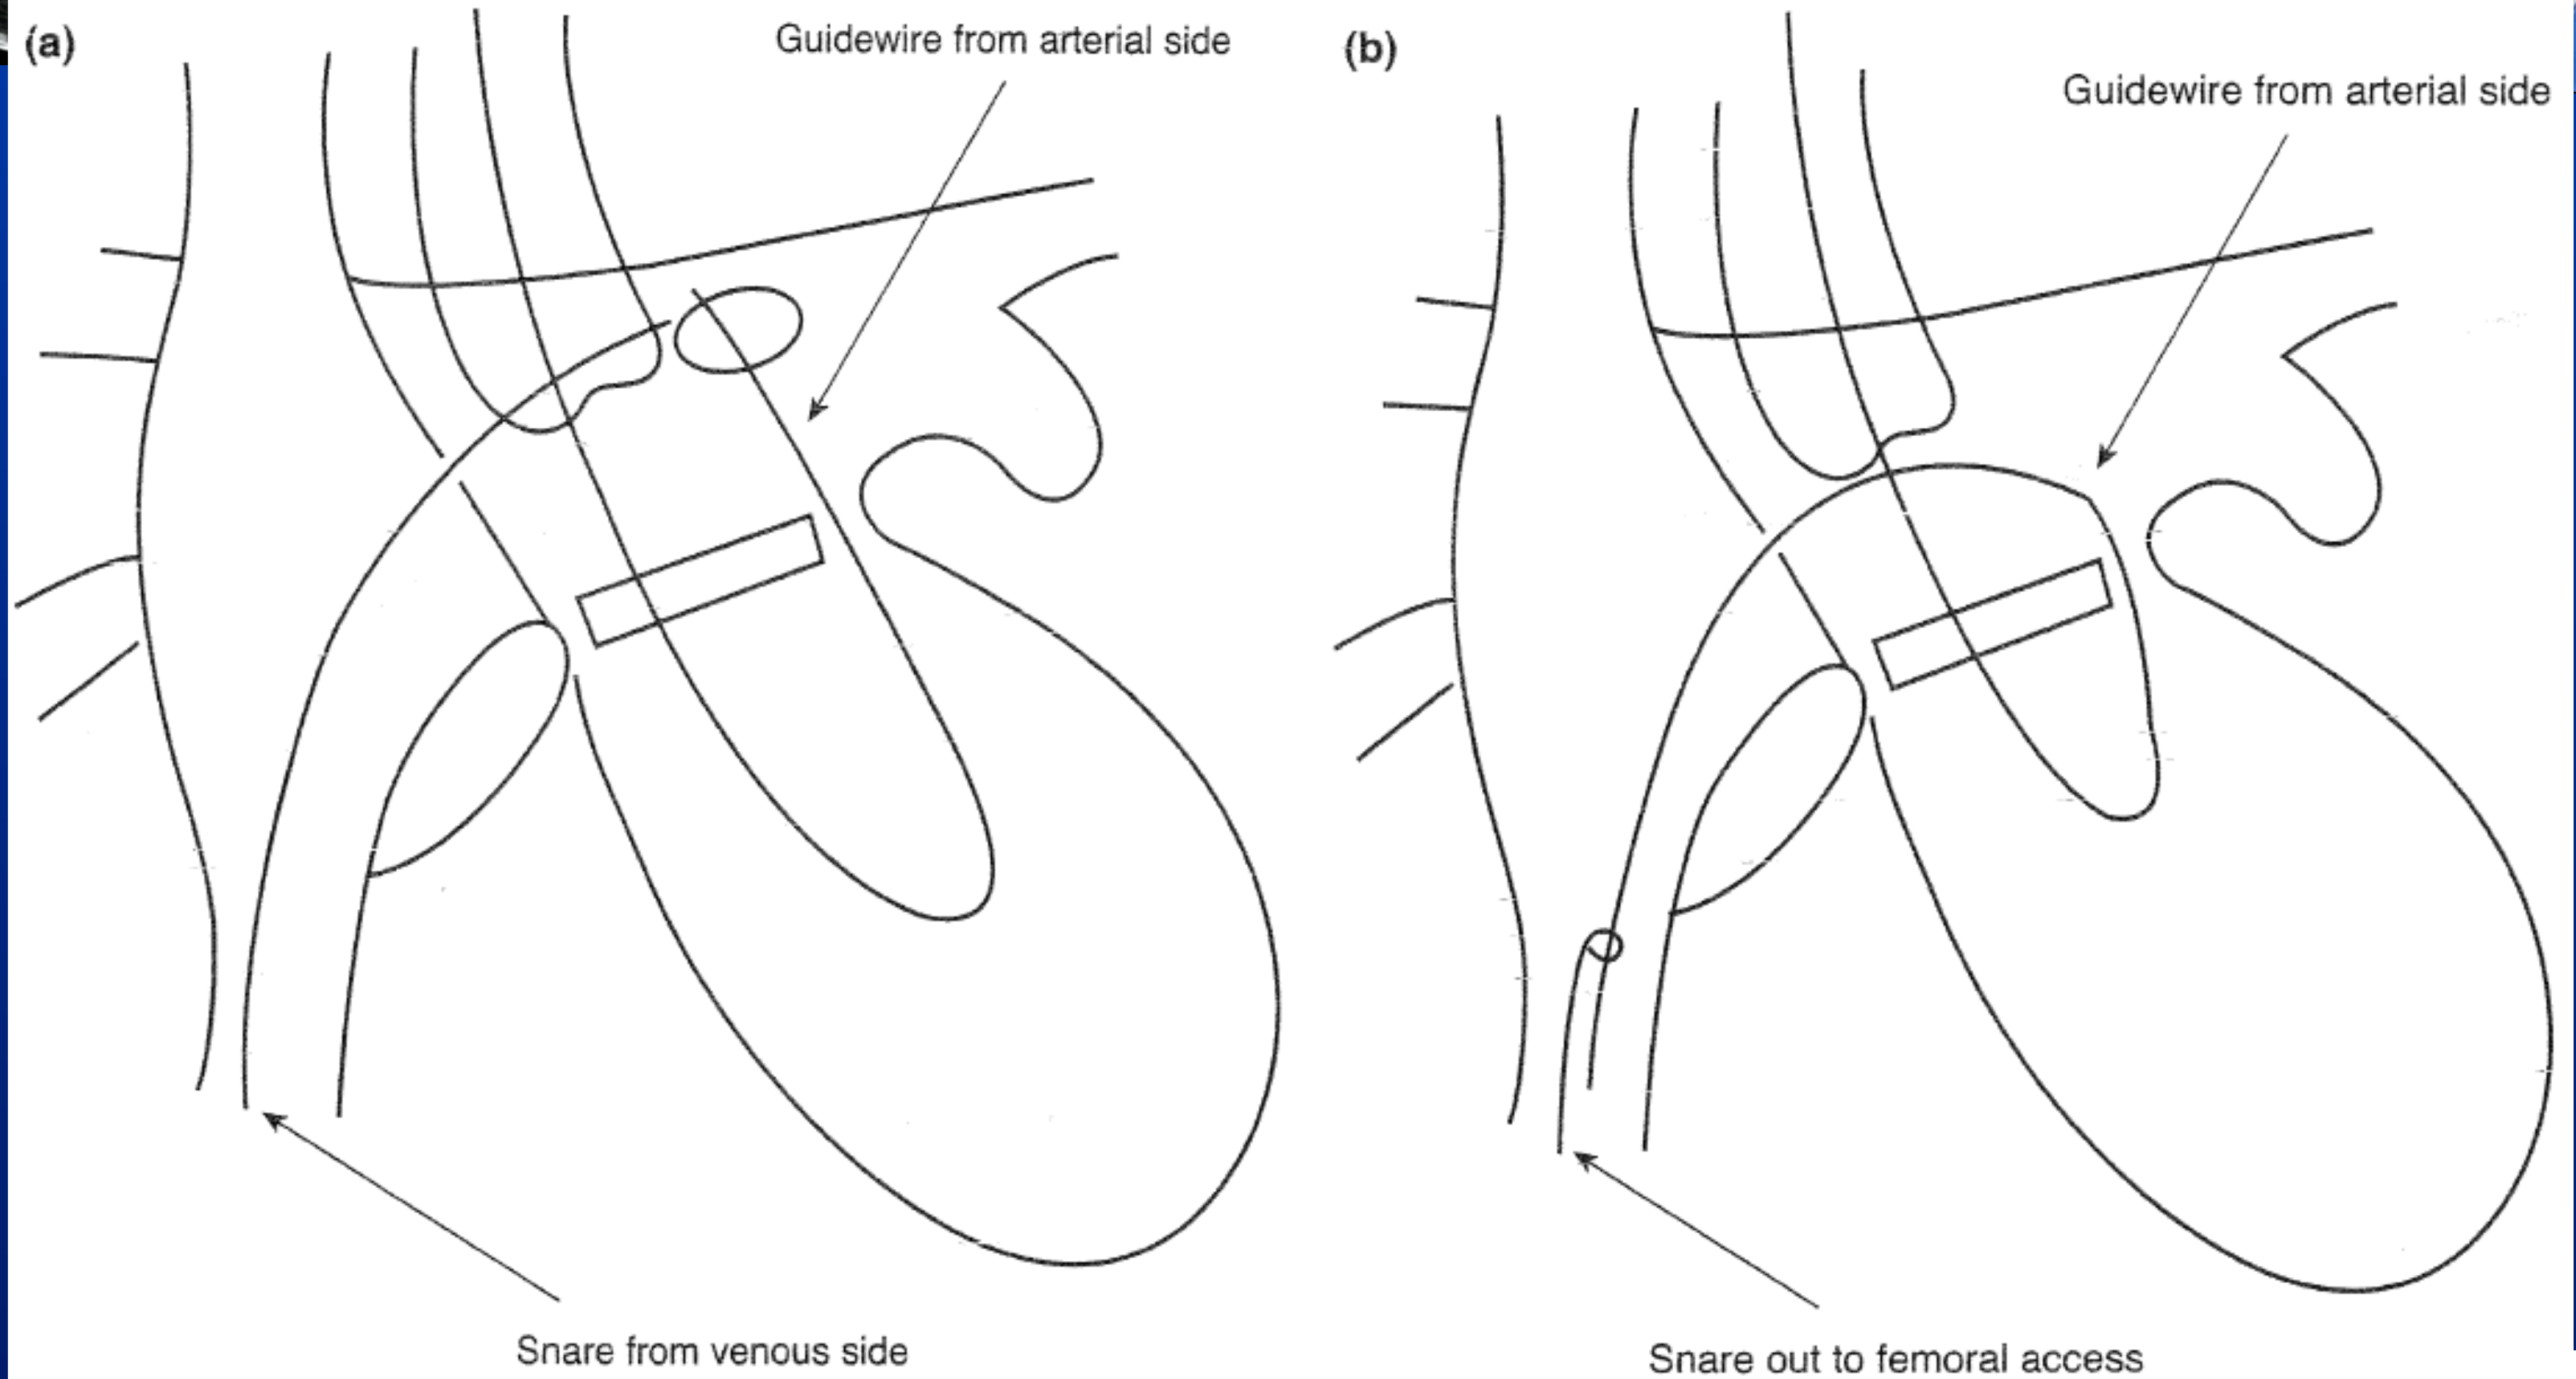 (a)
Guidewire from arterial side
Snare from venous side
(b)
Guidewire from arterial side
Snare out to femoral access